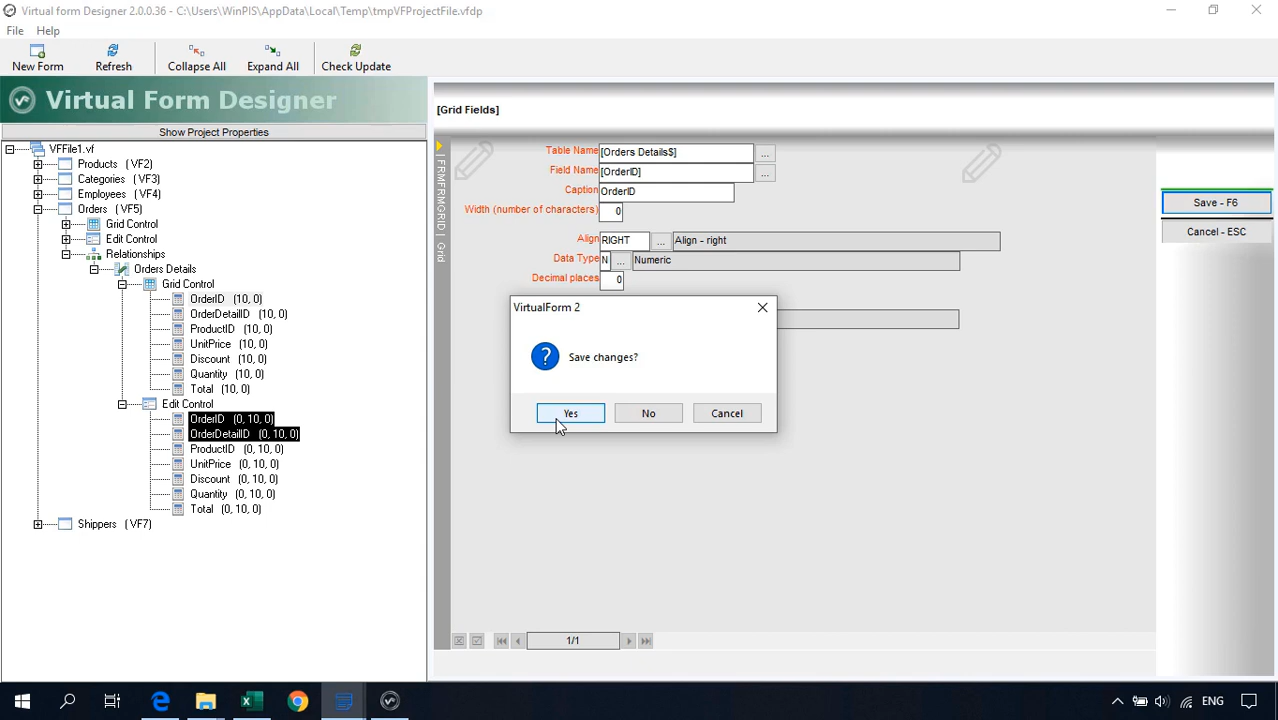 Virtual form Designer 2.0.0.36 - C:\Users\WinPIS\AppData\Local\Temp\tmpVFProjectFile.vfdp
File Help
New Form Refresh Collapse All Expand All Check Update
Virtual Form Designer
Show Project Properties
VFFile1.vf
Products (VF2)
Categories (VF3)
Employees (VF4)
Orders (VF5)
Grid Control
Edit Control
Relationships
Orders Details
Grid Control
OrderID (10, 0)
OrderDetailID (10, 0)
ProductID (10, 0)
UnitPrice (10, 0)
Discount (10, 0)
Quantity (10, 0)
Total (10, 0)
Edit Control
OrderID (0, 10, 0)
OrderDetailID (0, 10, 0)
ProductID (0, 10, 0)
UnitPrice (0, 10, 0)
Discount (0, 10, 0)
Quantity (0, 10, 0)
Total (0, 10, 0)
Shippers (VF7)
[Grid Fields]
| FRMFRMGRID | Grid
Table Name [Orders Details$] ...
Field Name [OrderID] ...
Caption OrderID
Width (number of characters) 0
Align RIGHT ... Align - right
Data Type N ... Numeric
Decimal places 0
VirtualForm 2
Save changes?
Yes No Cancel
Save - F6
Cancel - ESC
1/1
ENG